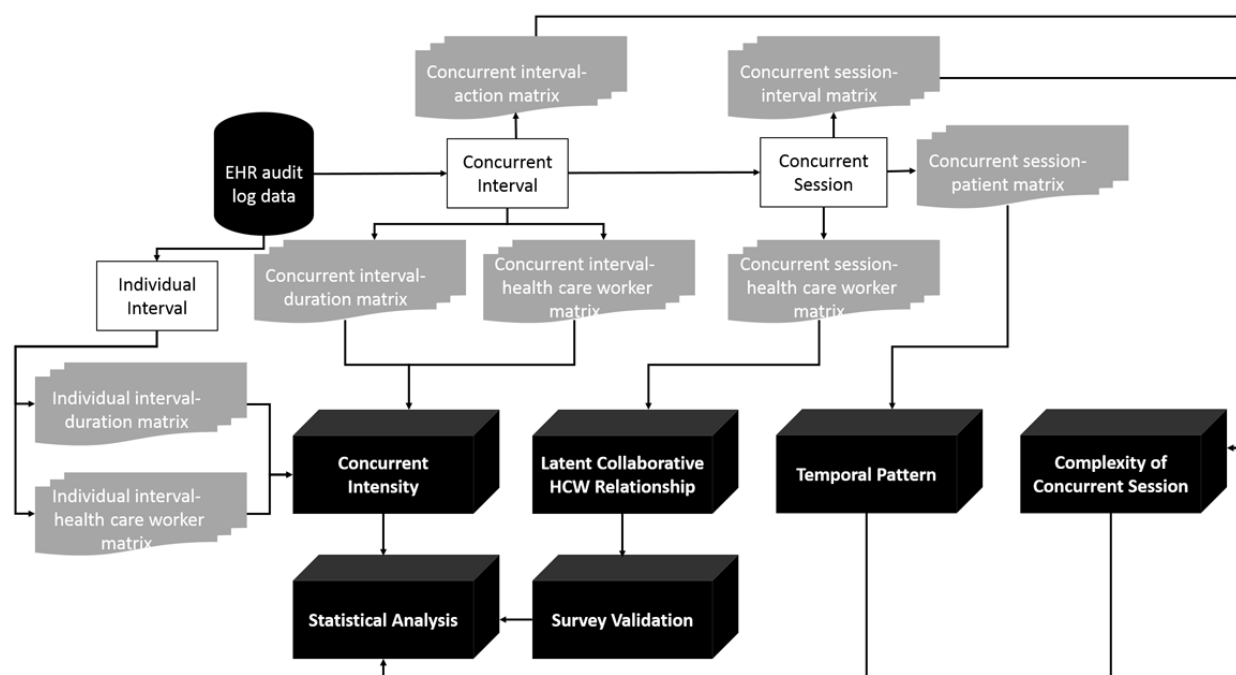 Concurrent interval-
action matrix
Concurrent session-
interval matrix
EHR audit
log data
Concurrent
Interval
Concurrent
Session
Concurrent session-
patient matrix
Individual
Interval
Concurrent interval-
duration matrix
Concurrent interval-
health care worker
matrix
Concurrent session-
health care worker
matrix
Individual interval-
duration matrix
Individual interval-
health care worker
matrix
Concurrent
Intensity
Latent Collaborative
HCW Relationship
Temporal Pattern
Complexity of
Concurrent Session
Statistical Analysis
Survey Validation